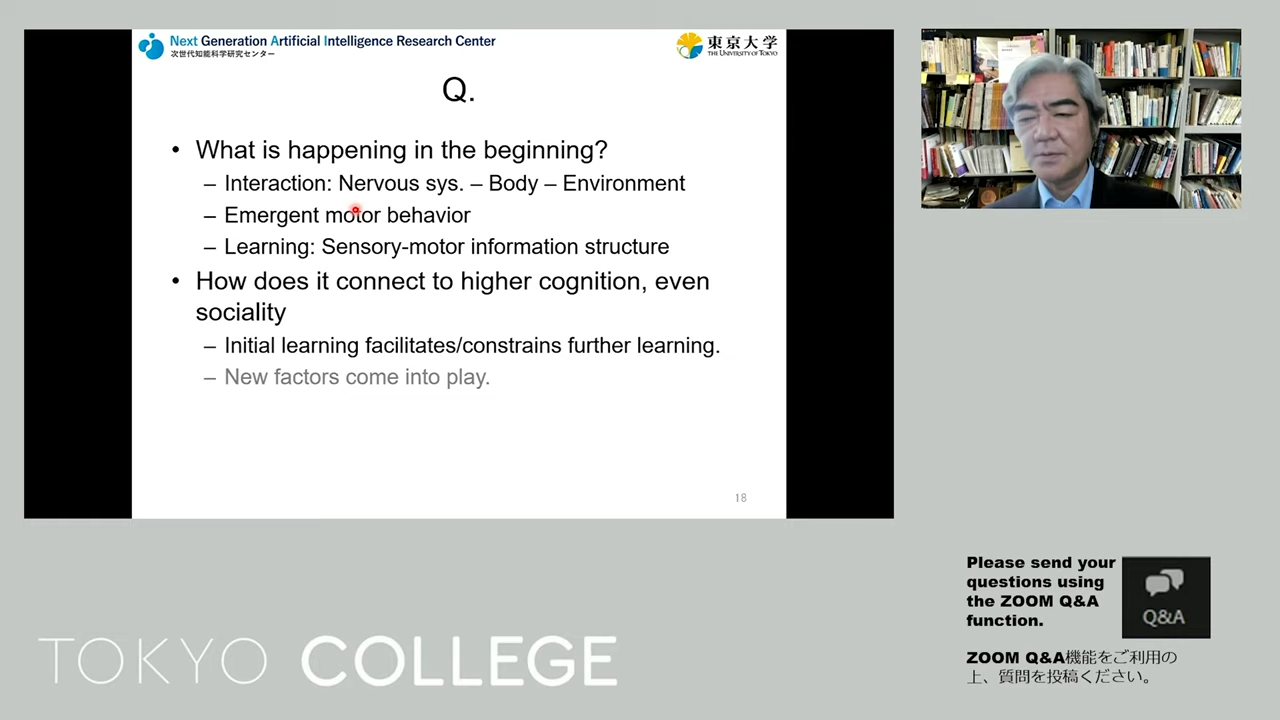 Next Generation Artificial Intelligence Research Center
次世代知能科学研究センター
東京大学
THE UNIVERSITY OF TOKYO
Q.
• What is happening in the beginning?
– Interaction: Nervous sys. – Body – Environment
– Emergent motor behavior
– Learning: Sensory-motor information structure
• How does it connect to higher cognition, even
sociality
– Initial learning facilitates/constrains further learning.
– New factors come into play.
18
Please send your
questions using
the ZOOM Q&A
function.
Q&A
ZOOM Q&A機能をご利用の
上、質問を投稿ください。
TOKYO COLLEGE